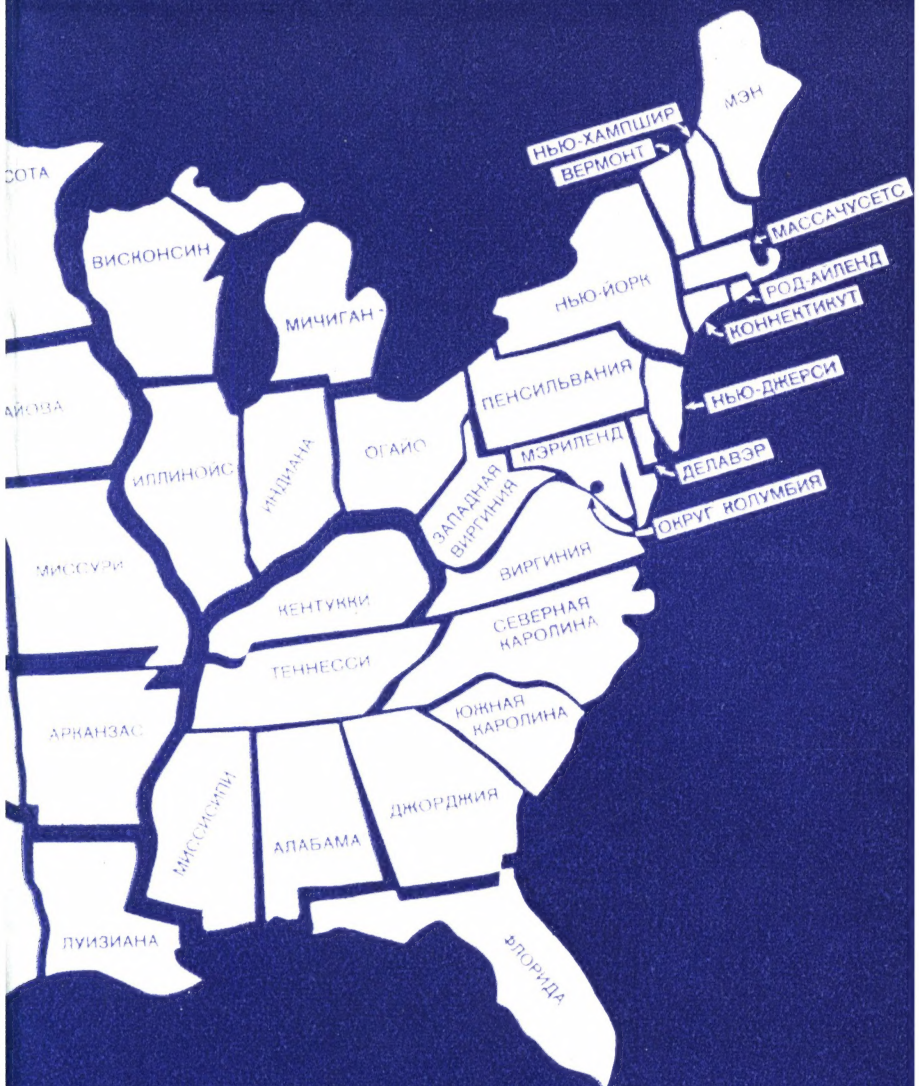 МЭН
НЬЮ-ХАМПШИР
ВЕРМОНТ
СОТА
МАССАЧУСЕТС
ВИСКОНСИН
РОД-АЙЛЕНД
НЬЮ-ЙОРК
КОННЕКТИКУТ
МИЧИГАН
ПЕНСИЛЬВАНИЯ
НЬЮ-ДЖЕРСИ
АЙОВА
ИЛЛИНОЙС
ИНДИАНА
ОГАЙО
МЭРИЛЕНД
ДЕЛАВЭР
ЗАПАДНАЯ
ВИРГИНИЯ
ОКРУГ КОЛУМБИЯ
МИССУРИ
ВИРГИНИЯ
КЕНТУККИ
СЕВЕРНАЯ
КАРОЛИНА
ТЕННЕССИ
ЮЖНАЯ
КАРОЛИНА
АРКАНЗАС
МИССИСИПИ
АЛАБАМА
ДЖОРДЖИЯ
ЛУИЗИАНА
ФЛОРИДА